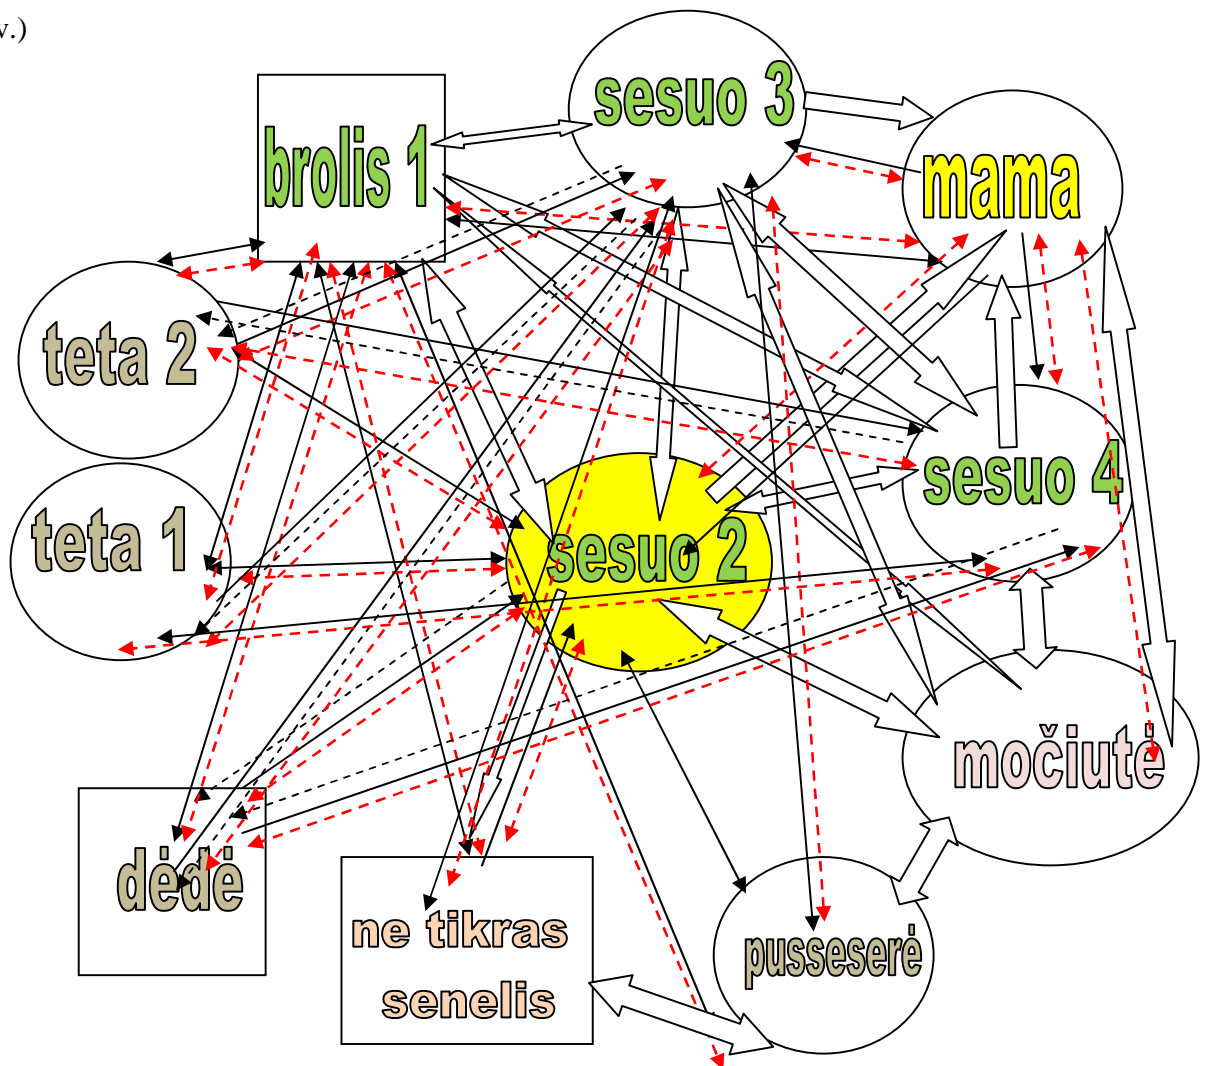 v.)
sesuo 3
brolis 1
mama
teta 2
sesuo 4
teta 1
sesuo 2
močiutė
dėdė
ne tikras
senelis
pusseserė